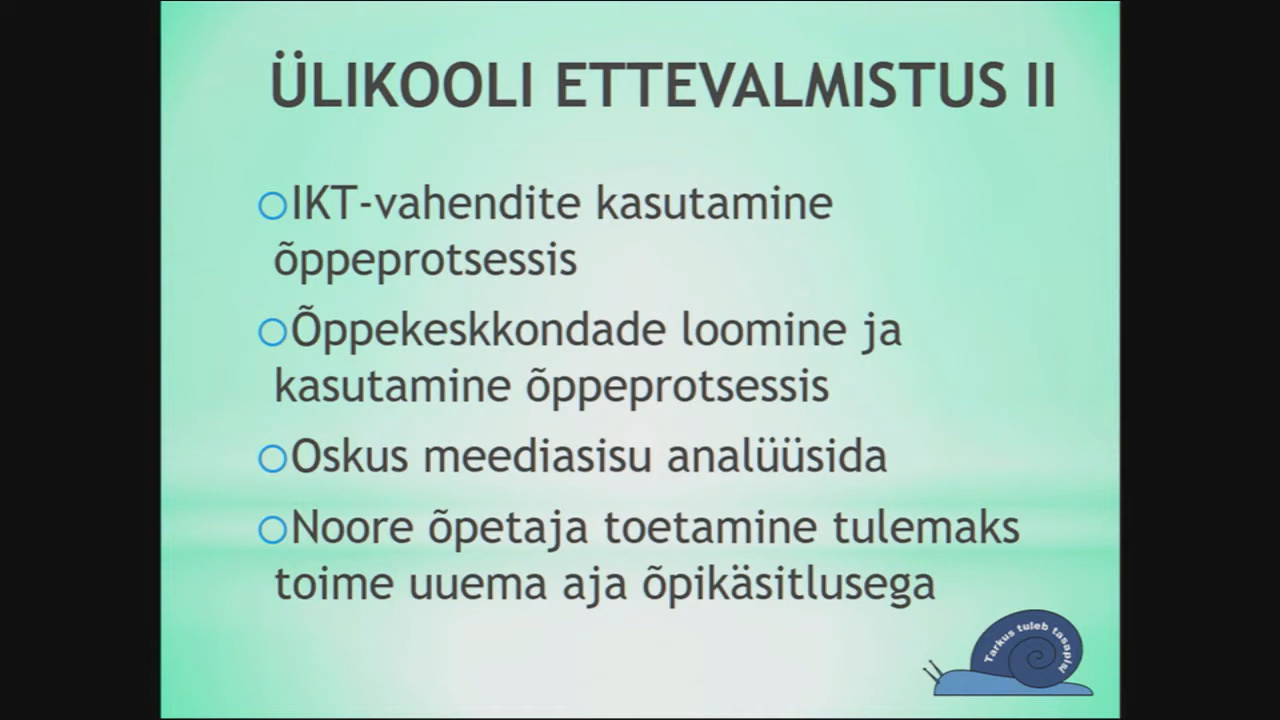 ÜLIKOOLI ETTEVALMISTUS II
IKT-vahendite kasutamine
õppeprotsessis
Õppekeskkondade loomine ja
kasutamine õppeprotsessis
Oskus meediasisu analüüsida
Noore õpetaja toetamine tulemaks
toime uuema aja õpikäsitlusega
Tarkus tuleb tasapisi